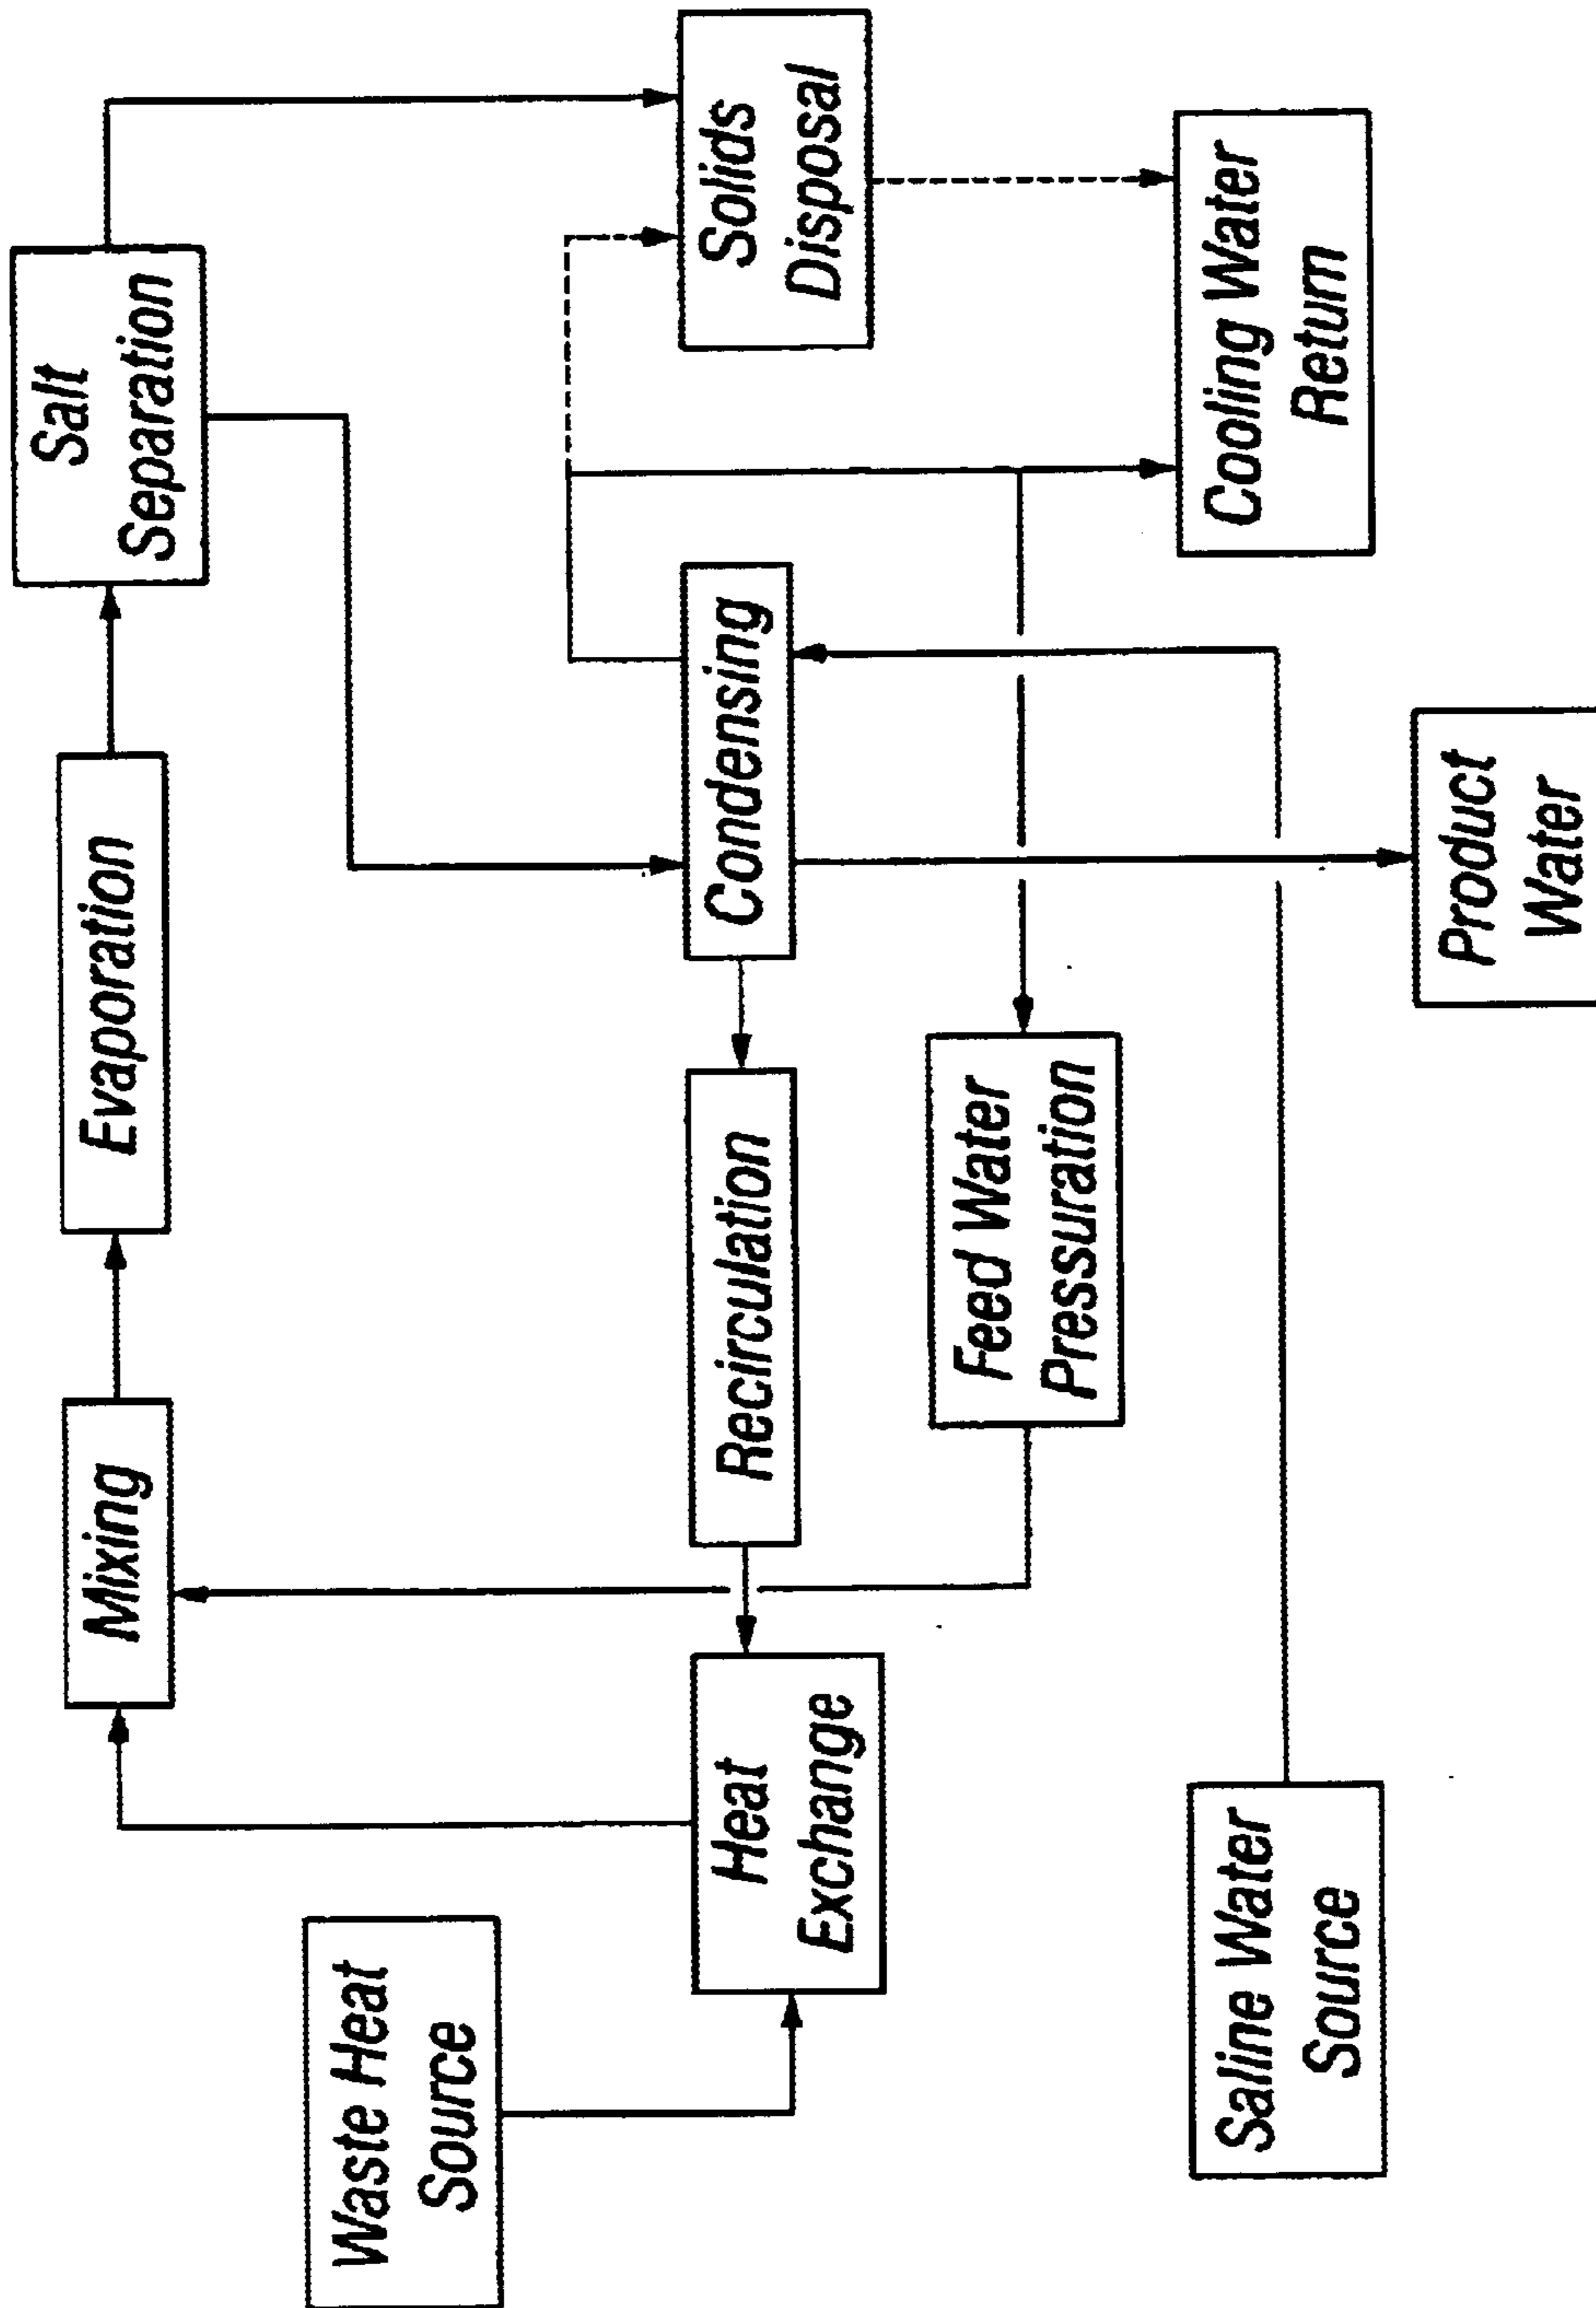 Waste Heat
Source
Heat
Exchange
Mixing
Evaporation
Salt
Separation
Recirculation
Condensing
Solids
Disposal
Feed Water
Pressuration
Saline Water
Source
Cooling Water
Return
Product
Water